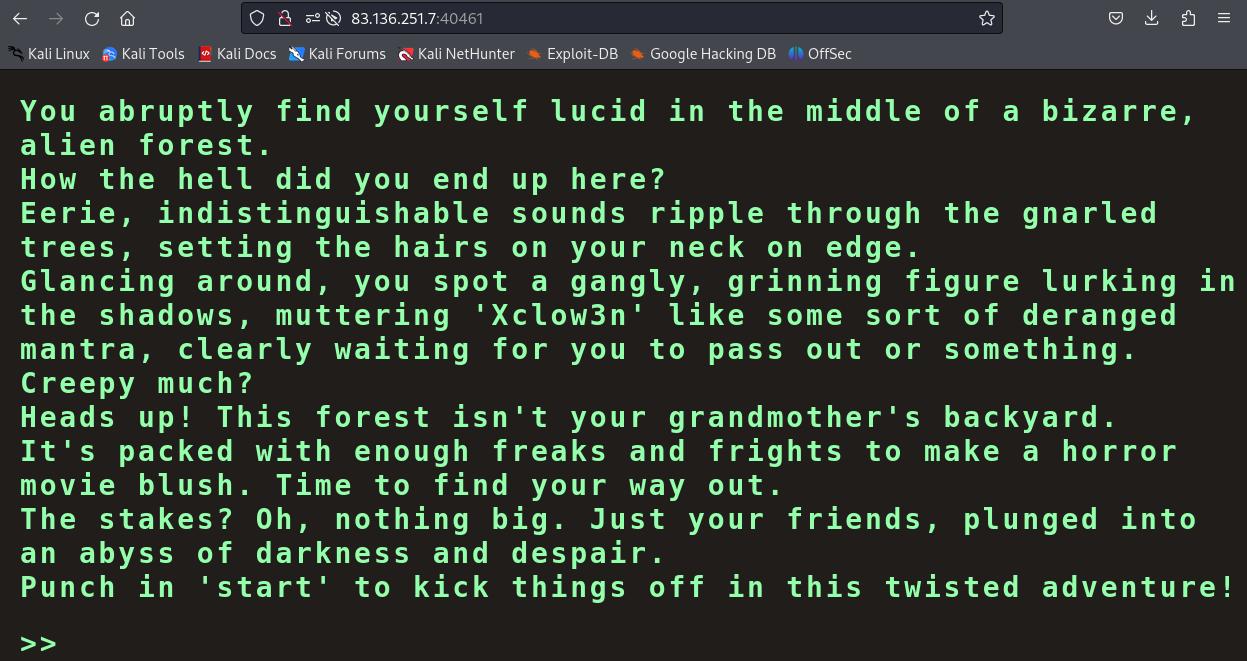 83.136.251.7:40461
Kali Linux Kali Tools Kali Docs Kali Forums Kali NetHunter Exploit-DB Google Hacking DB OffSec
You abruptly find yourself lucid in the middle of a bizarre,
alien forest.
How the hell did you end up here?
Eerie, indistinguishable sounds ripple through the gnarled
trees, setting the hairs on your neck on edge.
Glancing around, you spot a gangly, grinning figure lurking in
the shadows, muttering 'Xclow3n' like some sort of deranged
mantra, clearly waiting for you to pass out or something.
Creepy much?
Heads up! This forest isn't your grandmother's backyard.
It's packed with enough freaks and frights to make a horror
movie blush. Time to find your way out.
The stakes? Oh, nothing big. Just your friends, plunged into
an abyss of darkness and despair.
Punch in 'start' to kick things off in this twisted adventure!
>>